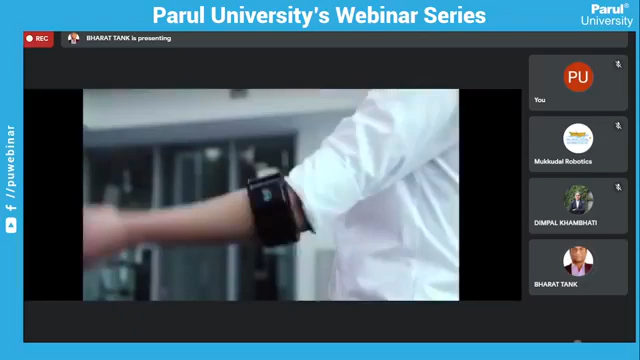 Parul University's Webinar Series
Parul®
University
REC
BHARAT TANK is presenting
PU
You
Mukkudal Robotics
DIMPAL KHAMBHATI
BHARAT TANK
f //puwebinar